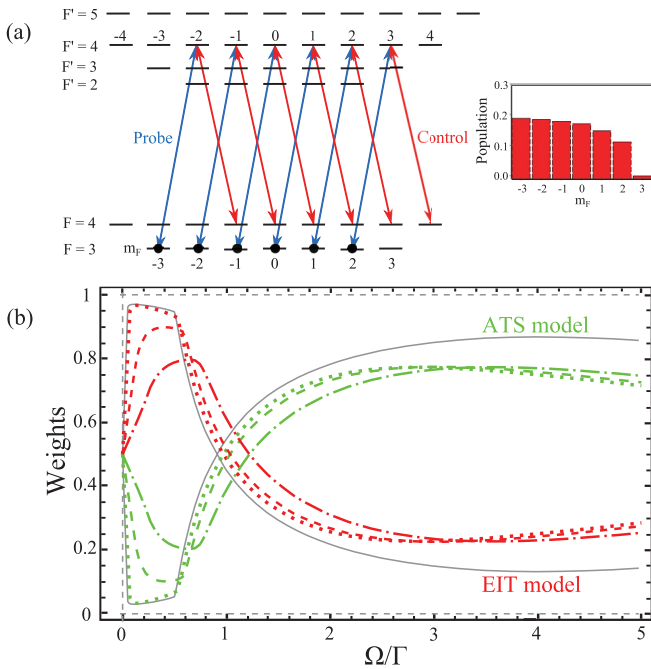 (a)
F' = 5
-4 -3 -2 -1 0 1 2 3 4
F' = 4
F' = 3
F' = 2
Probe
Control
F = 4
F = 3
m_F
-3 -2 -1 0 1 2 3
0.3
0.2
0.1
0.0
Population
-3 -2 -1 0 1 2 3
m_F
(b)
1
0.8
0.6
0.4
0.2
0
Weights
ATS model
EIT model
0 1 2 3 4 5
Ω/Γ